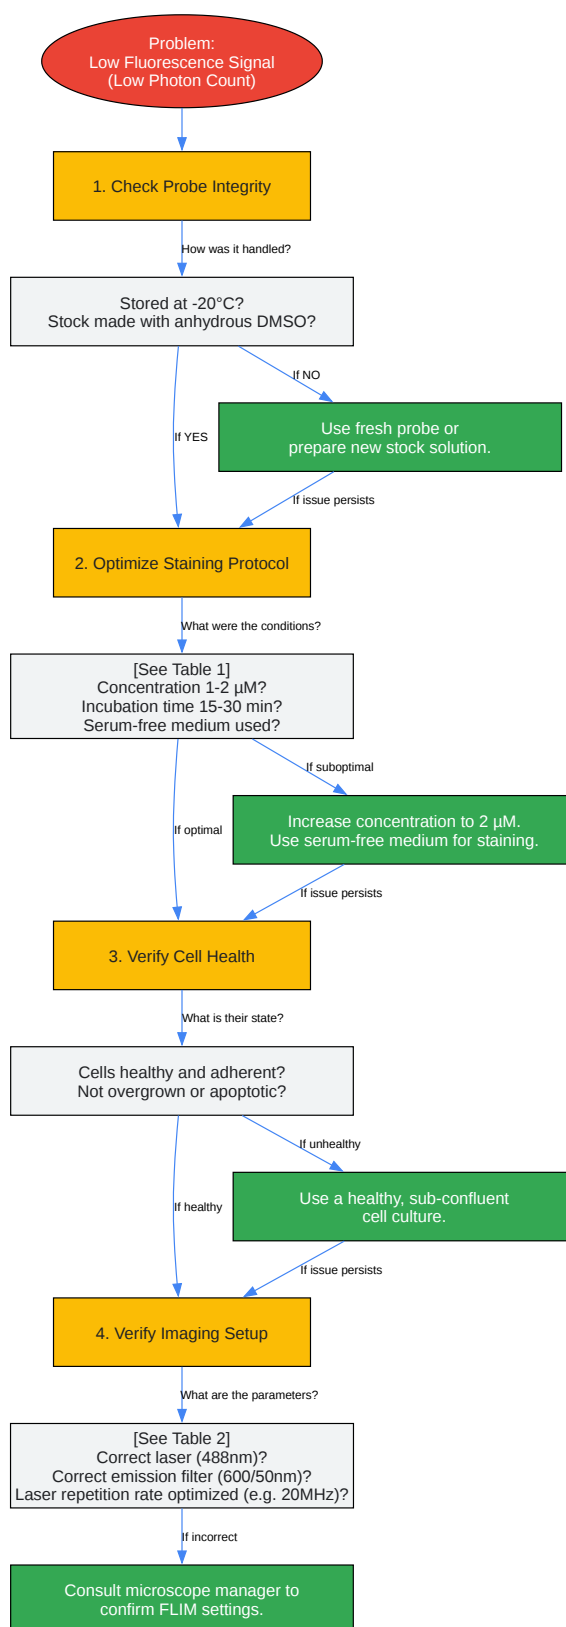 Problem:
Low Fluorescence Signal
(Low Photon Count)
1. Check Probe Integrity
How was it handled?
Stored at -20°C?
Stock made with anhydrous DMSO?
If NO
Use fresh probe or
prepare new stock solution.
If YES
If issue persists
2. Optimize Staining Protocol
What were the conditions?
[See Table 1]
Concentration 1-2 µM?
Incubation time 15-30 min?
Serum-free medium used?
If suboptimal
Increase concentration to 2 µM.
Use serum-free medium for staining.
If optimal
If issue persists
3. Verify Cell Health
What is their state?
Cells healthy and adherent?
Not overgrown or apoptotic?
If unhealthy
Use a healthy, sub-confluent
cell culture.
If healthy
If issue persists
4. Verify Imaging Setup
What are the parameters?
[See Table 2]
Correct laser (488nm)?
Correct emission filter (600/50nm)?
Laser repetition rate optimized (e.g. 20MHz)?
If incorrect
Consult microscope manager to
confirm FLIM settings.